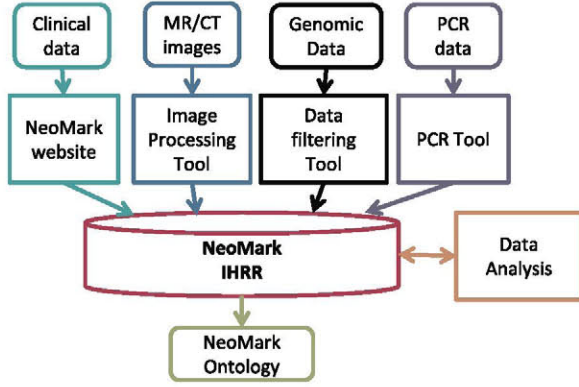 Clinical
data
MR/CT
images
Genomic
Data
PCR
data
NeoMark
website
Image
Processing
Tool
Data
filtering
Tool
PCR Tool
NeoMark
IHRR
Data
Analysis
NeoMark
Ontology